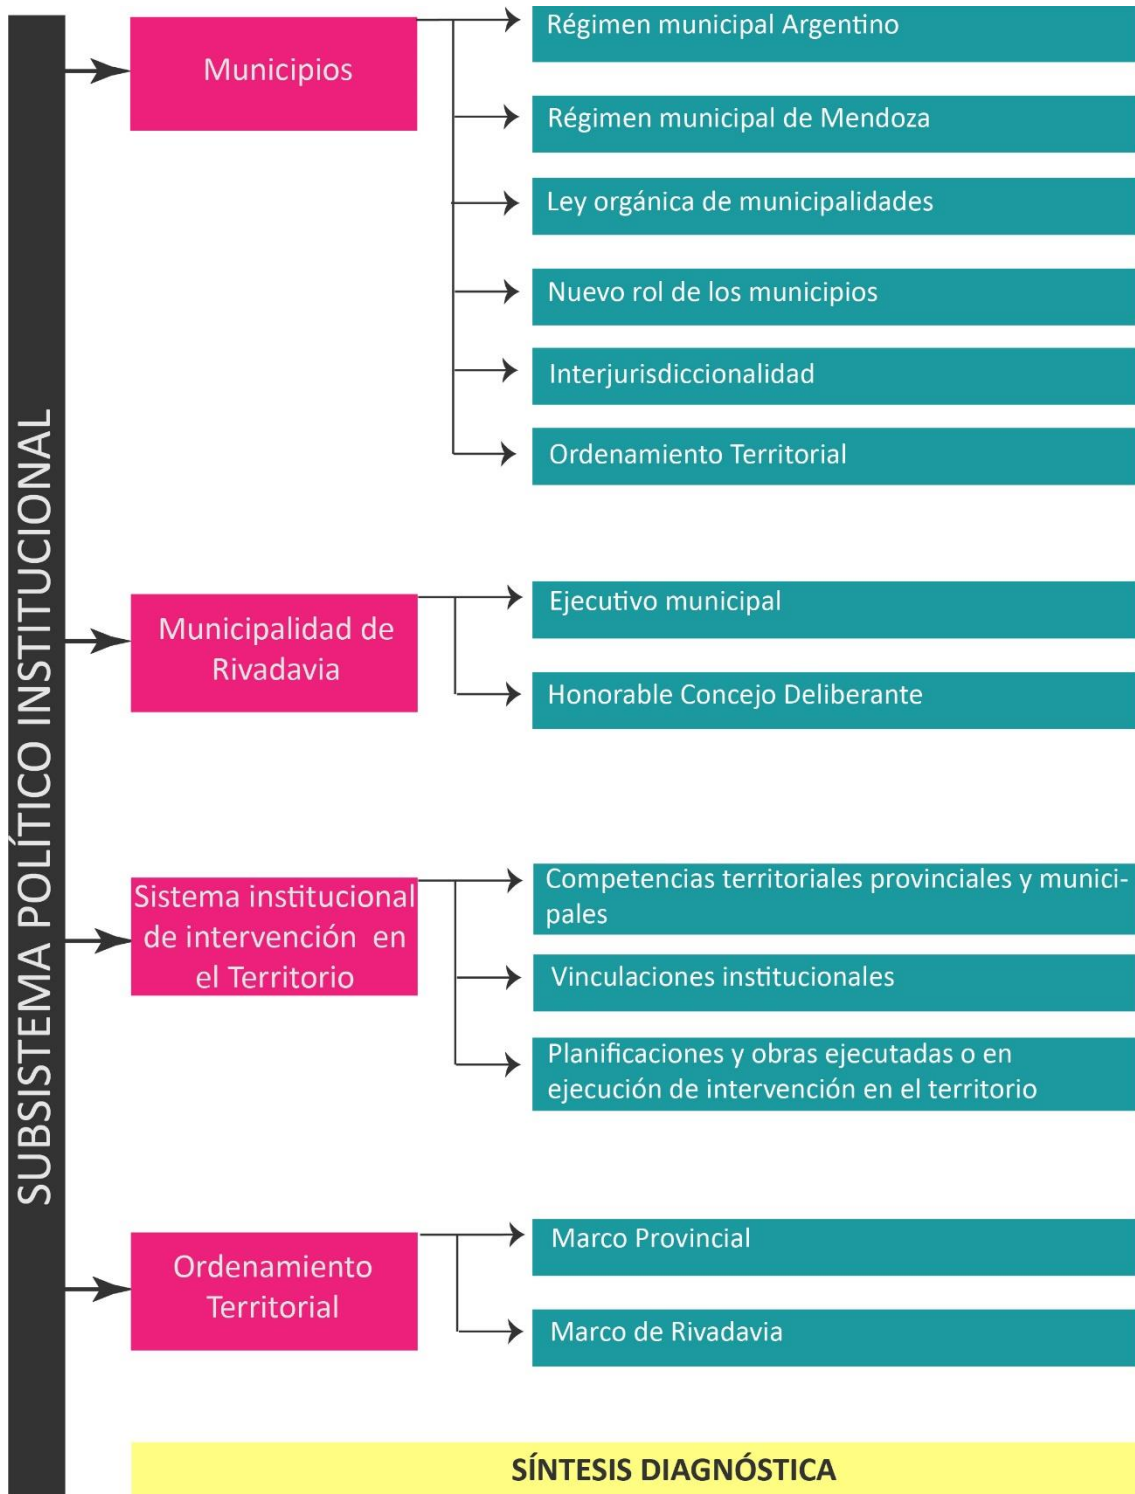 SUBSISTEMA POLÍTICO INSTITUCIONAL
Municipios
Régimen municipal Argentino
Régimen municipal de Mendoza
Ley orgánica de municipalidades
Nuevo rol de los municipios
Interjurisdiccionalidad
Ordenamiento Territorial
Municipalidad de
Rivadavia
Ejecutivo municipal
Honorable Concejo Deliberante
Sistema institucional
de intervención en
el Territorio
Competencias territoriales provinciales y munici-
pales
Vinculaciones institucionales
Planificaciones y obras ejecutadas o en
ejecución de intervención en el territorio
Ordenamiento
Territorial
Marco Provincial
Marco de Rivadavia
SÍNTESIS DIAGNÓSTICA